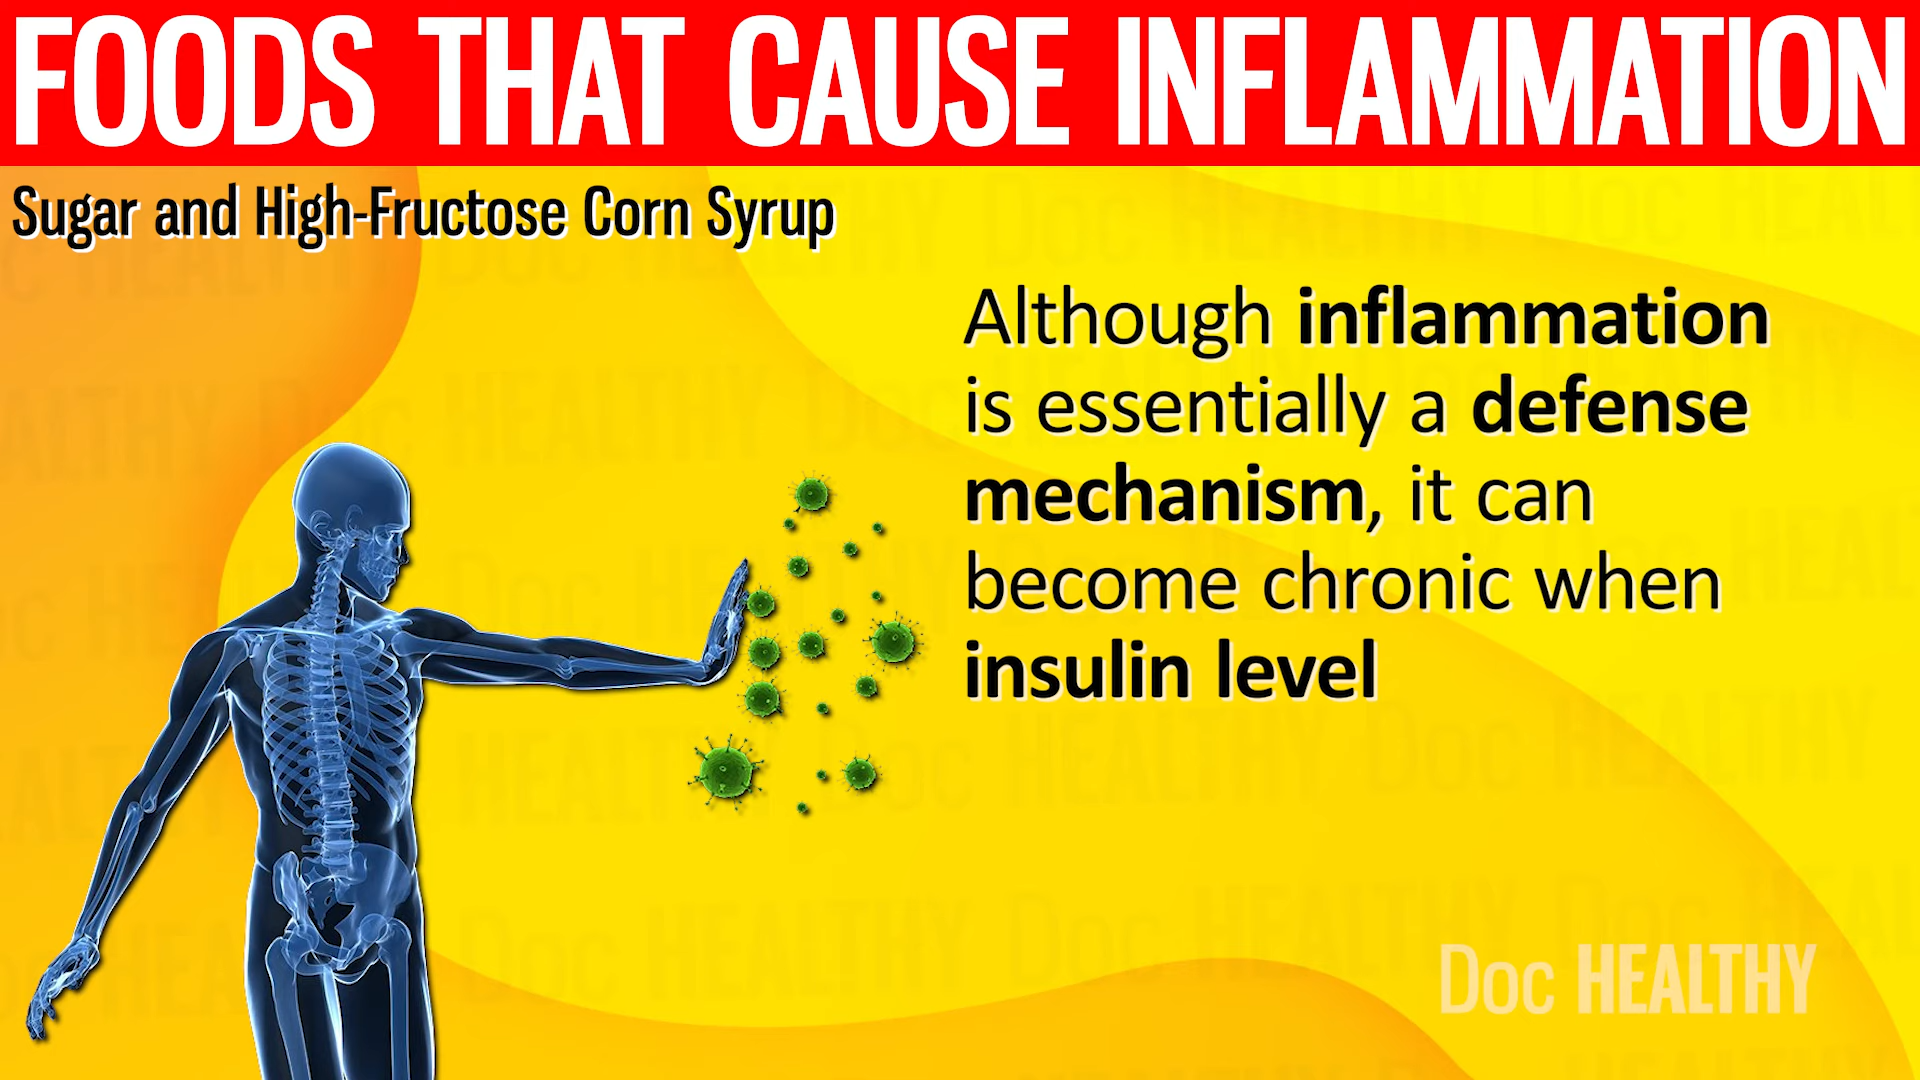 FOODS THAT CAUSE INFLAMMATION
Sugar and High-Fructose Corn Syrup
Although inflammation
is essentially a defense
mechanism, it can
become chronic when
insulin level
Doc HEALTHY